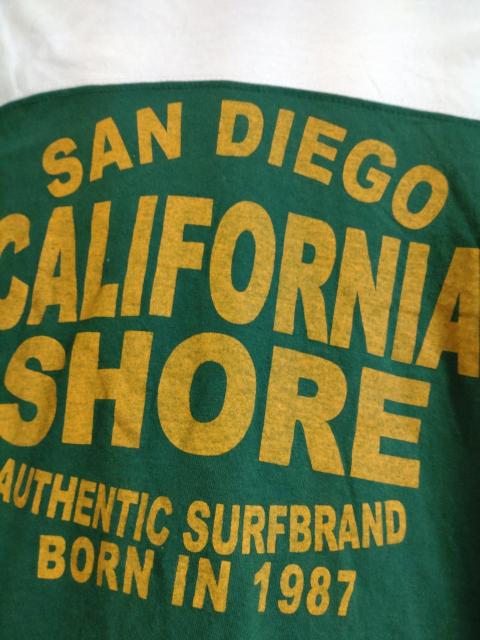 SAN DIEGO
CALIFORNIA
SHORE
AUTHENTIC SURFBRAND
BORN IN 1987